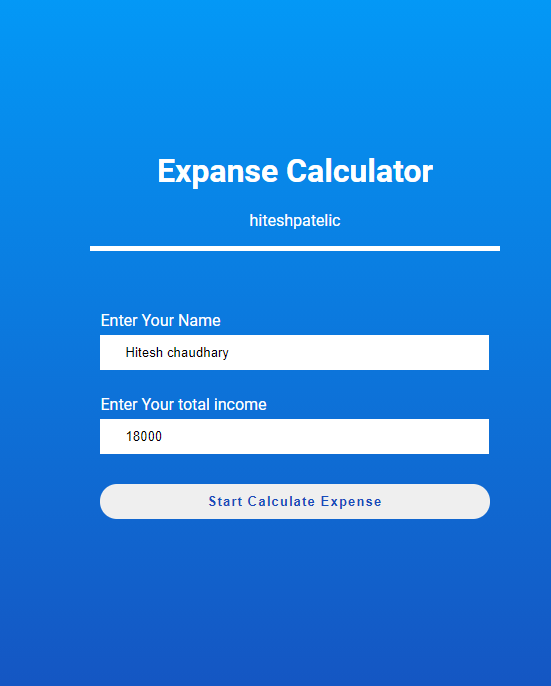 Expanse Calculator
hiteshpatelic
Enter Your Name
Hitesh chaudhary
Enter Your total income
18000
Start Calculate Expense